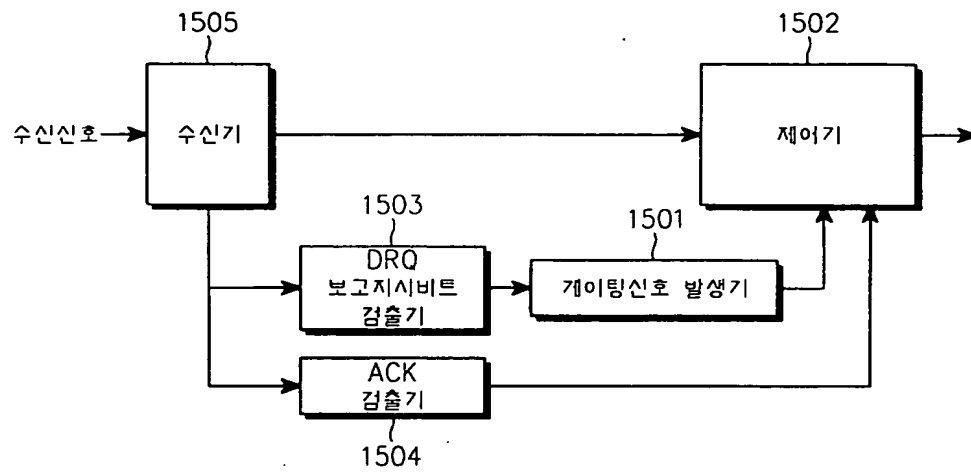 1505
1502
수신신호
수신기
제어기
1503
1501
DRQ
보고지시비트
검출기
게이팅신호 발생기
ACK
검출기
1504